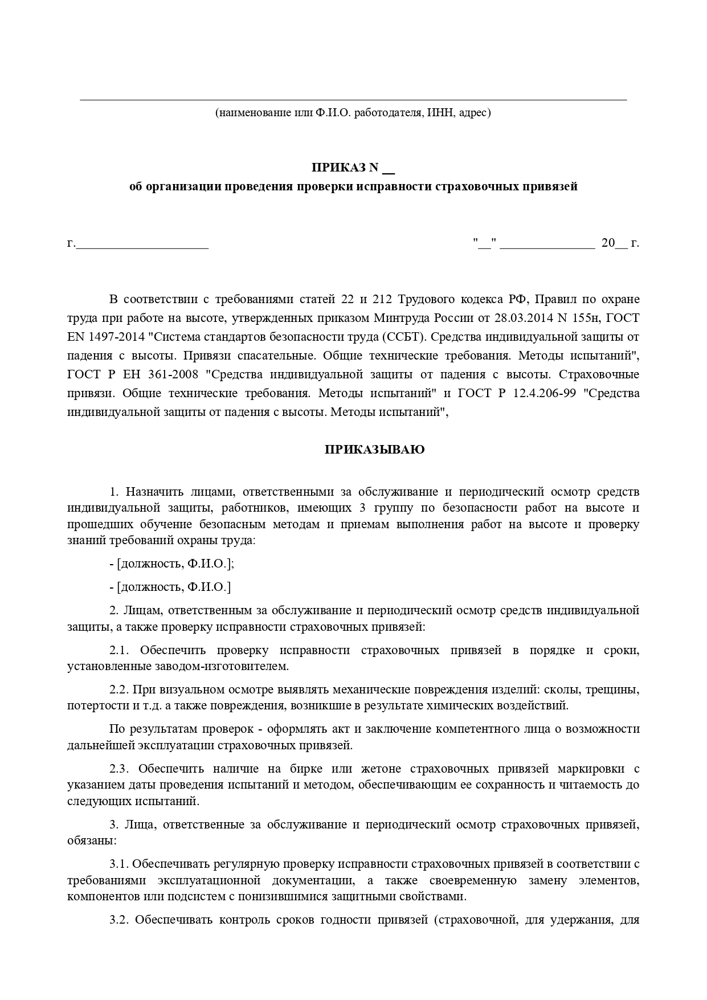 (наименование или Ф.И.О. работодателя, ИНН, адрес)
ПРИКАЗ N __
об организации проведения проверки исправности страховочных привязей
г._____________________ "__" _______________ 20__ г.
В соответствии с требованиями статей 22 и 212 Трудового кодекса РФ, Правил по охране
труда при работе на высоте, утвержденных приказом Минтруда России от 28.03.2014 N 155н, ГОСТ
EN 1497-2014 "Система стандартов безопасности труда (ССБТ). Средства индивидуальной защиты от
падения с высоты. Привязи спасательные. Общие технические требования. Методы испытаний",
ГОСТ Р ЕН 361-2008 "Средства индивидуальной защиты от падения с высоты. Страховочные
привязи. Общие технические требования. Методы испытаний" и ГОСТ Р 12.4.206-99 "Средства
индивидуальной защиты от падения с высоты. Методы испытаний",
ПРИКАЗЫВАЮ
1. Назначить лицами, ответственными за обслуживание и периодический осмотр средств
индивидуальной защиты, работников, имеющих 3 группу по безопасности работ на высоте и
прошедших обучение безопасным методам и приемам выполнения работ на высоте и проверку
знаний требований охраны труда:
- [должность, Ф.И.О.];
- [должность, Ф.И.О.]
2. Лицам, ответственным за обслуживание и периодический осмотр средств индивидуальной
защиты, а также проверку исправности страховочных привязей:
2.1. Обеспечить проверку исправности страховочных привязей в порядке и сроки,
установленные заводом-изготовителем.
2.2. При визуальном осмотре выявлять механические повреждения изделий: сколы, трещины,
потертости и т.д. а также повреждения, возникшие в результате химических воздействий.
По результатам проверок - оформлять акт и заключение компетентного лица о возможности
дальнейшей эксплуатации страховочных привязей.
2.3. Обеспечить наличие на бирке или жетоне страховочных привязей маркировки с
указанием даты проведения испытаний и методом, обеспечивающим ее сохранность и читаемость до
следующих испытаний.
3. Лица, ответственные за обслуживание и периодический осмотр страховочных привязей,
обязаны:
3.1. Обеспечивать регулярную проверку исправности страховочных привязей в соответствии с
требованиями эксплуатационной документации, а также своевременную замену элементов,
компонентов или подсистем с понизившимися защитными свойствами.
3.2. Обеспечивать контроль сроков годности привязей (страховочной, для удержания, для